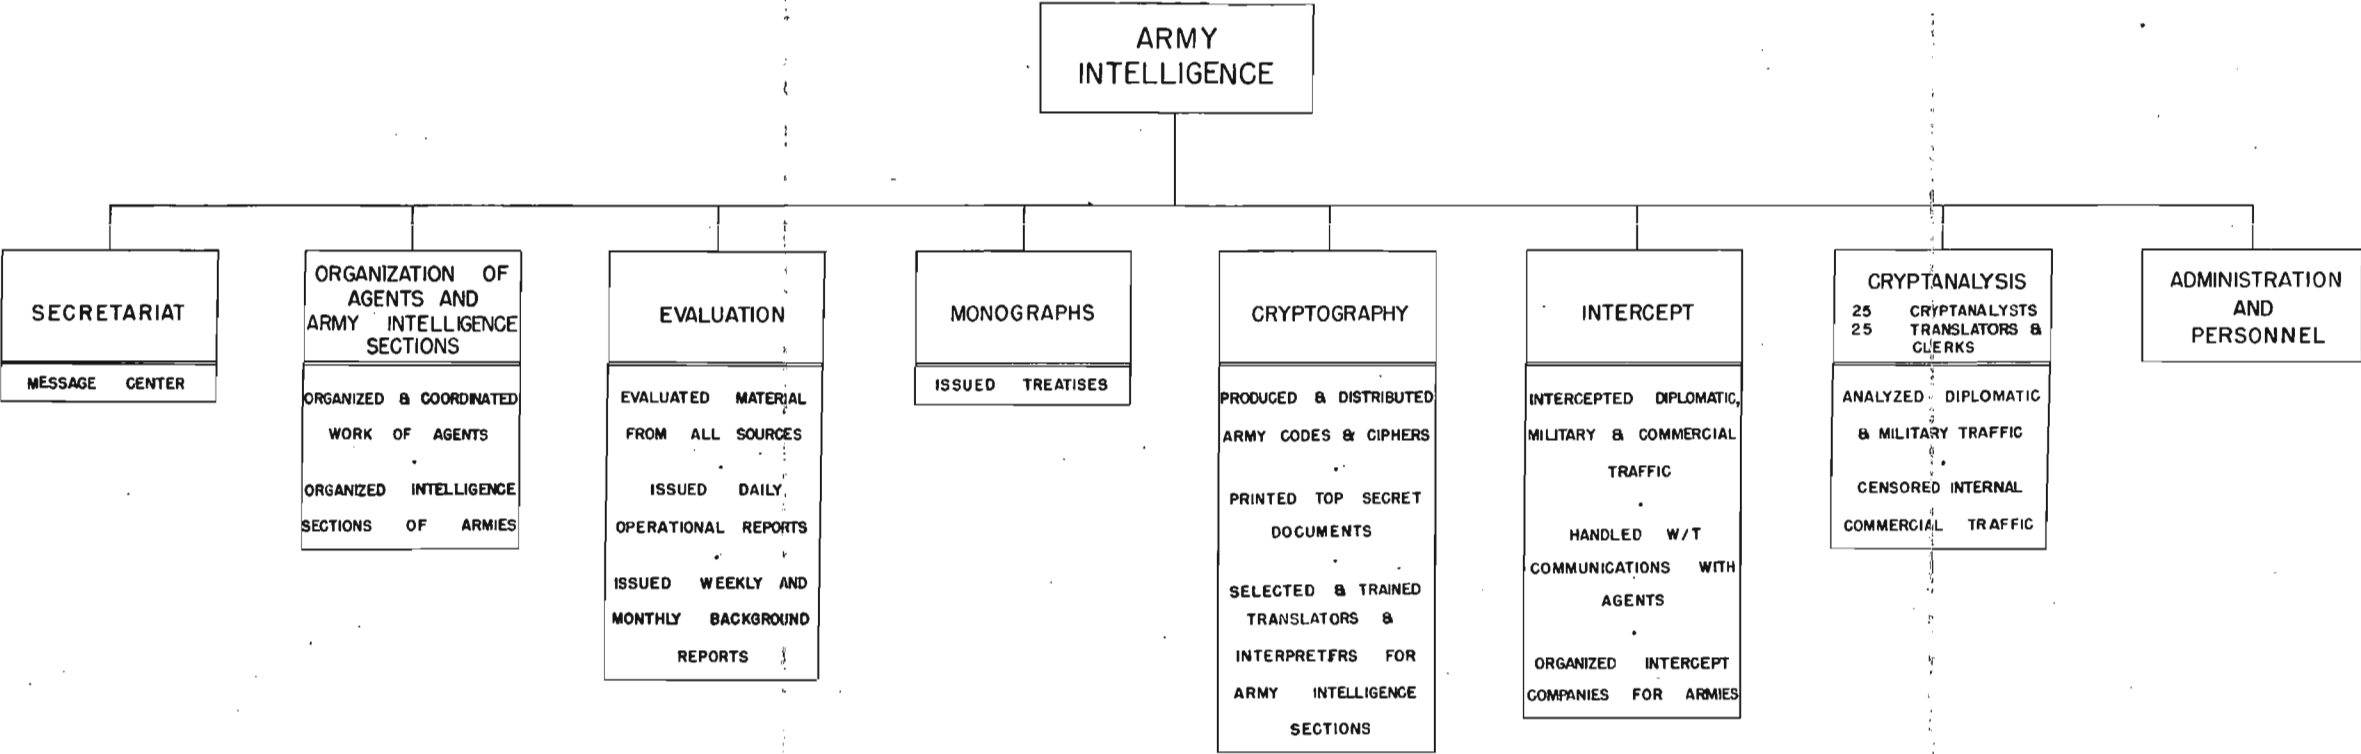 ARMY
INTELLIGENCE
SECRETARIAT
MESSAGE CENTER
ORGANIZATION OF
AGENTS AND
ARMY INTELLIGENCE
SECTIONS
ORGANIZED & COORDINATED
WORK OF AGENTS
ORGANIZED INTELLIGENCE
SECTIONS OF ARMIES
EVALUATION
EVALUATED MATERIAL
FROM ALL SOURCES
ISSUED DAILY
OPERATIONAL REPORTS
ISSUED WEEKLY AND
MONTHLY BACKGROUND
REPORTS
MONOGRAPHS
ISSUED TREATISES
CRYPTOGRAPHY
PRODUCED & DISTRIBUTED
ARMY CODES & CIPHERS
PRINTED TOP SECRET
DOCUMENTS
SELECTED & TRAINED
TRANSLATORS &
INTERPRETERS FOR
ARMY INTELLIGENCE
SECTIONS
INTERCEPT
INTERCEPTED DIPLOMATIC,
MILITARY & COMMERCIAL
TRAFFIC
HANDLED W/T
COMMUNICATIONS WITH
AGENTS
ORGANIZED INTERCEPT
COMPANIES FOR ARMIES
CRYPTANALYSIS
25 CRYPTANALYSTS
25 TRANSLATORS &
CLERKS
ANALYZED DIPLOMATIC
& MILITARY TRAFFIC
CENSORED INTERNAL
COMMERCIAL TRAFFIC
ADMINISTRATION
AND
PERSONNEL